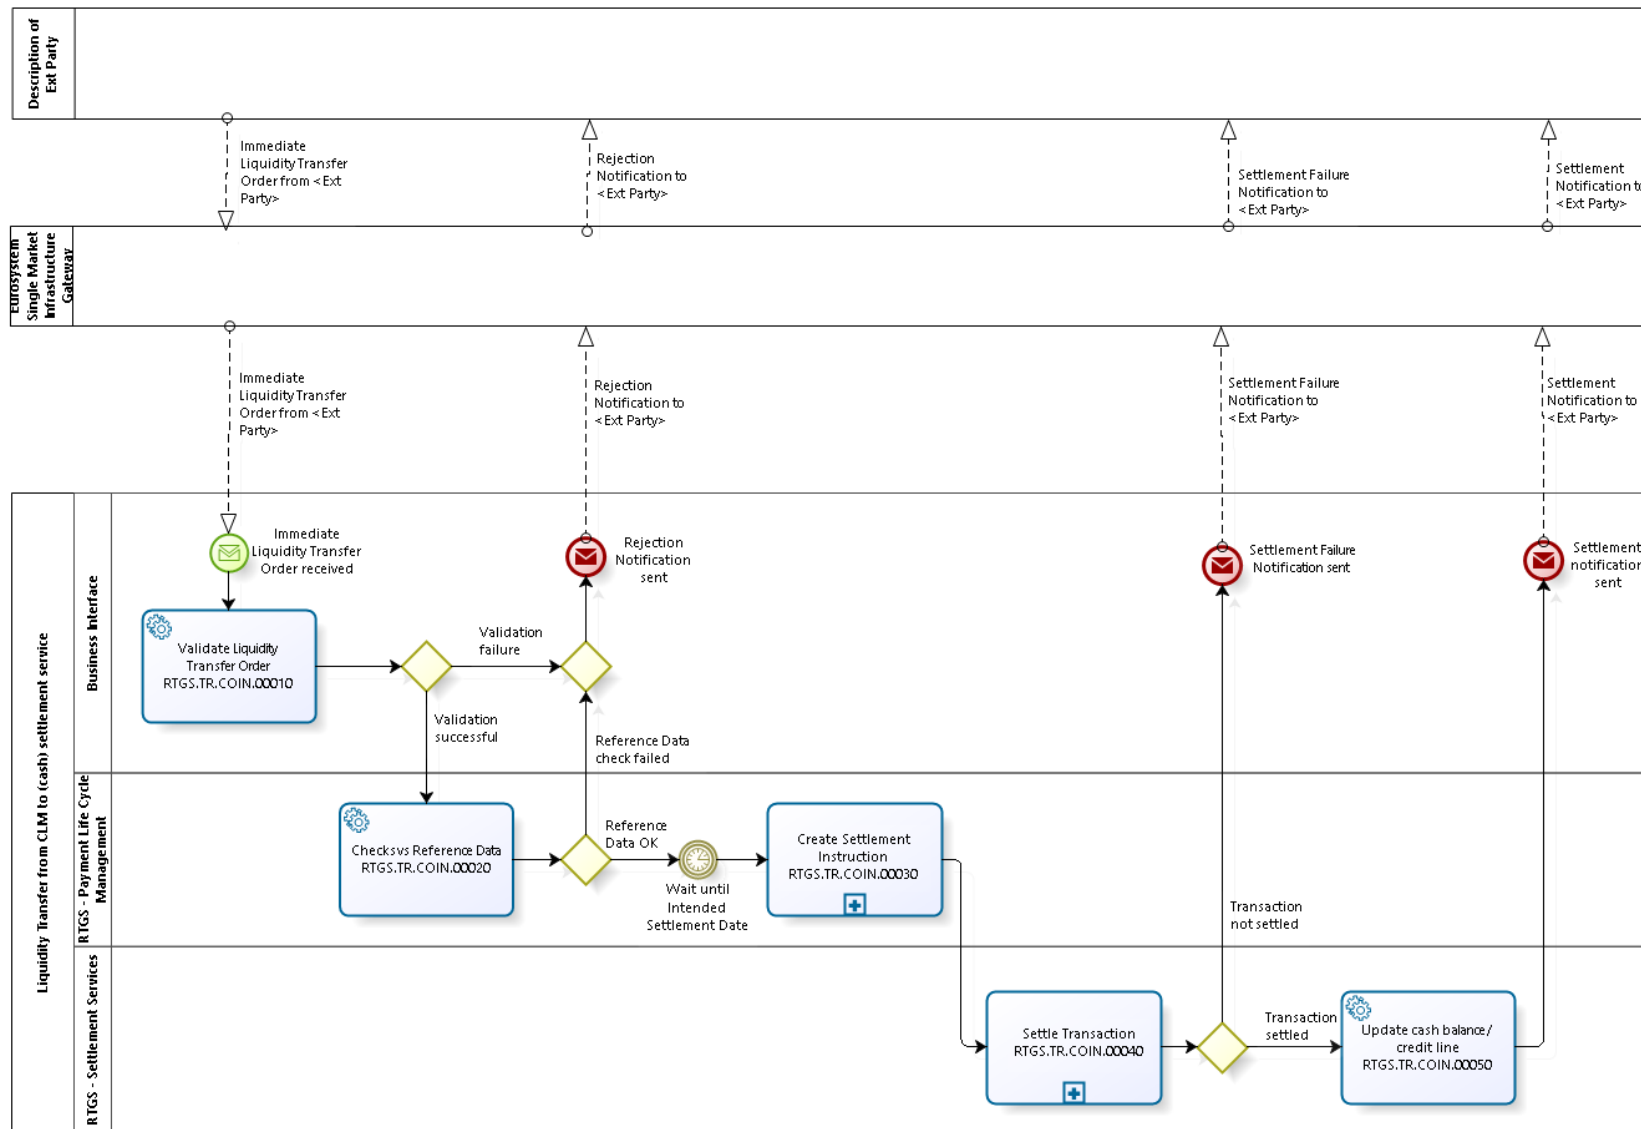 Description of
Ext Party
Immediate
Liquidity Transfer
Order from <Ext
Party>
Rejection
Notification to
<Ext Party>
Settlement Failure
Notification to
<Ext Party>
Settlement
Notification to
<Ext Party>
Eurosystem
Single Market
Infrastructure
Gateway
Immediate
Liquidity Transfer
Order from <Ext
Party>
Rejection
Notification to
<Ext Party>
Settlement Failure
Notification to
<Ext Party>
Settlement
Notification to
<Ext Party>
Liquidity Transfer from CLM to (cash) settlement service
Business Interface
Immediate
Liquidity Transfer
Order received
Rejection
Notification
sent
Settlement Failure
Notification sent
Settlement
notification
sent
Validate Liquidity
Transfer Order
RTGS.TR.COIN.00010
Validation
failure
Validation
successful
Reference Data
check failed
RTGS - Payment Life Cycle
Management
Checks vs Reference Data
RTGS.TR.COIN.00020
Reference
Data OK
Wait until
Intended
Settlement Date
Create Settlement
Instruction
RTGS.TR.COIN.00030
Transaction
not settled
RTGS - Settlement Services
Settle Transaction
RTGS.TR.COIN.00040
Transaction
settled
Update cash balance/
credit line
RTGS.TR.COIN.00050